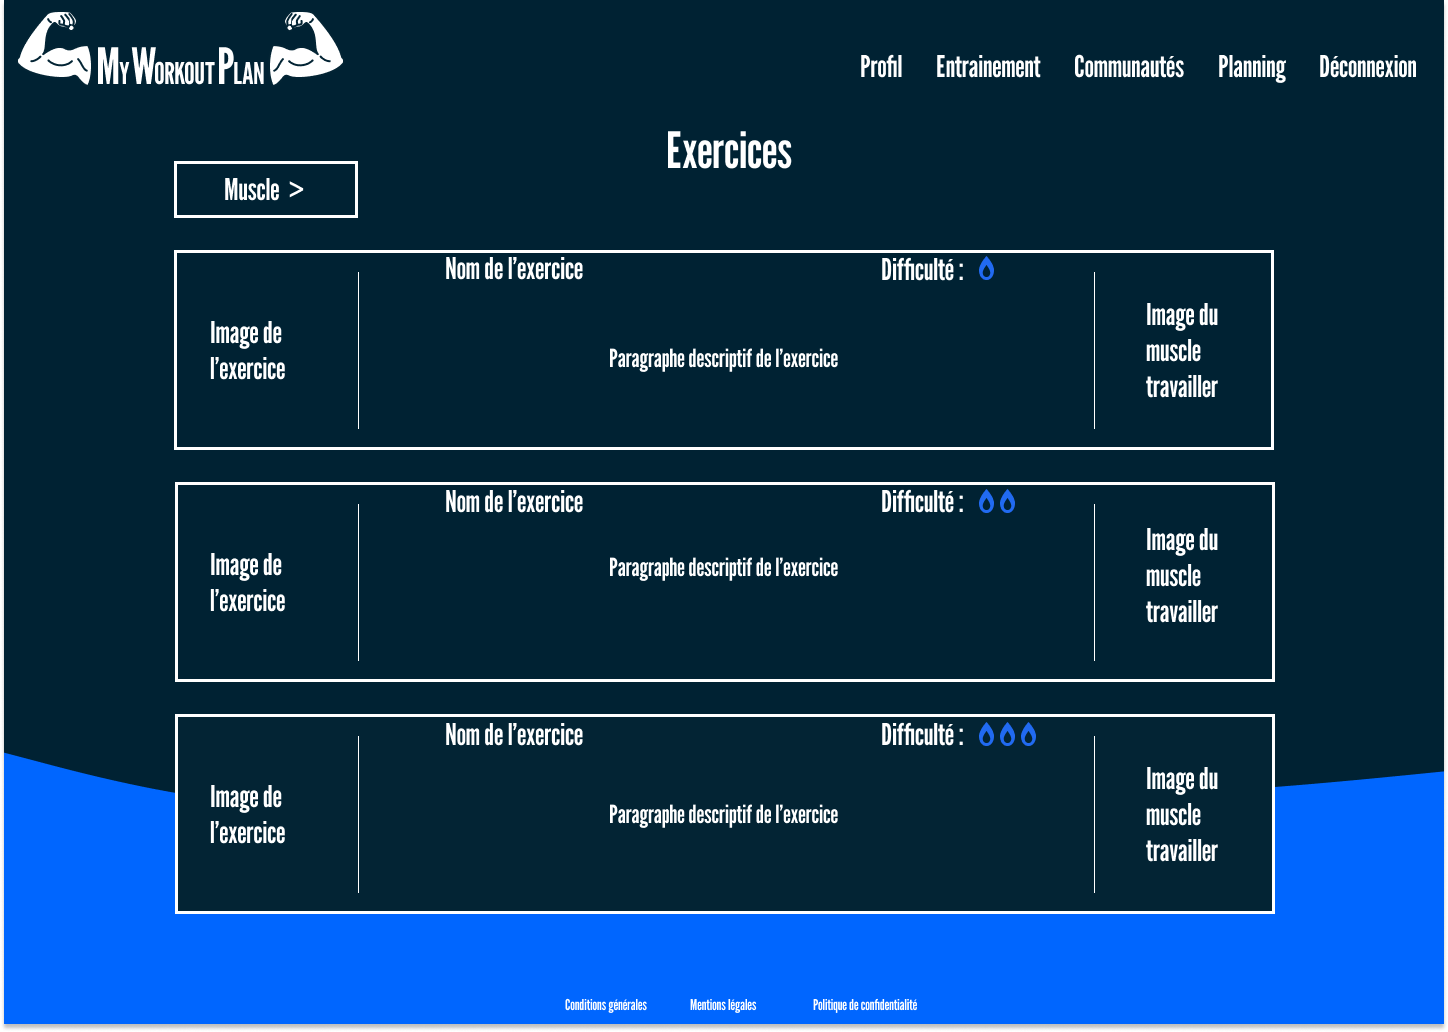 My Workout Plan
Profil Entrainement Communautés Planning Déconnexion
Exercices
Muscle >
Nom de l'exercice
Difficulté :
Image de
l'exercice
Paragraphe descriptif de l'exercice
Image du
muscle
travailler
Nom de l'exercice
Difficulté :
Image de
l'exercice
Paragraphe descriptif de l'exercice
Image du
muscle
travailler
Nom de l'exercice
Difficulté :
Image de
l'exercice
Paragraphe descriptif de l'exercice
Image du
muscle
travailler
Conditions générales Mentions légales Politique de confidentialité